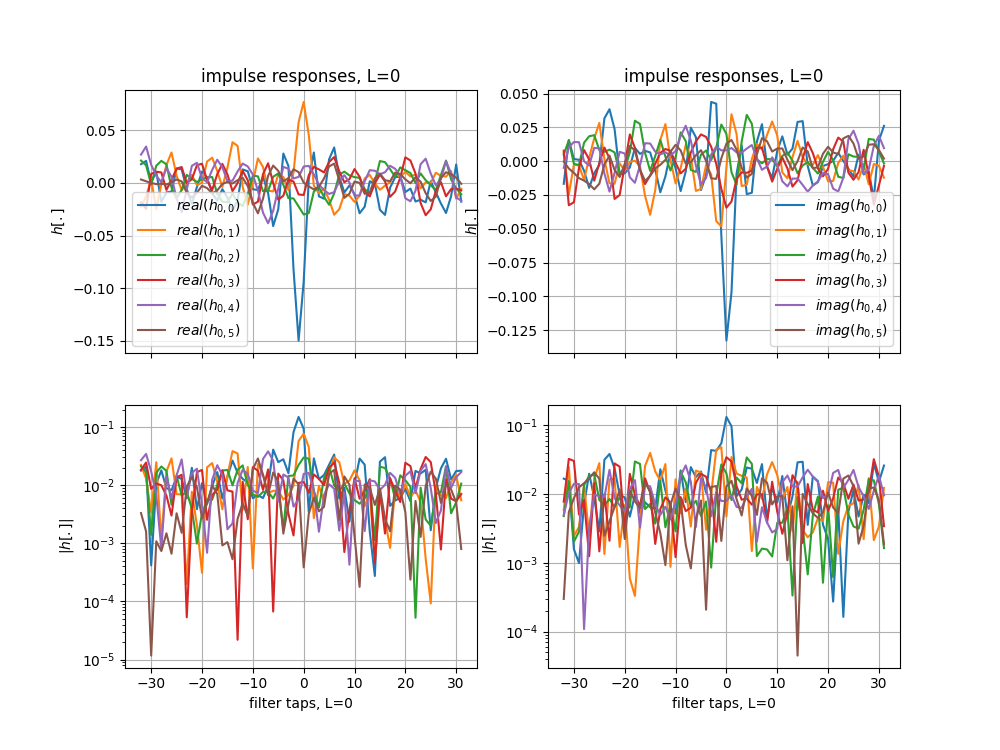 impulse responses, L=0
impulse responses, L=0
h[.]
0.05
0.00
−0.05
−0.10
−0.15
real(h0,0)
real(h0,1)
real(h0,2)
real(h0,3)
real(h0,4)
real(h0,5)
−30
−20
−10
0
10
20
30
h[.]
0.050
0.025
0.000
−0.025
−0.050
−0.075
−0.100
−0.125
imag(h0,0)
imag(h0,1)
imag(h0,2)
imag(h0,3)
imag(h0,4)
imag(h0,5)
|h[.]|
10−1
10−2
10−3
10−4
10−5
filter taps, L=0
|h[.]|
10−1
10−2
10−3
10−4
−30
−20
−10
0
10
20
30
filter taps, L=0